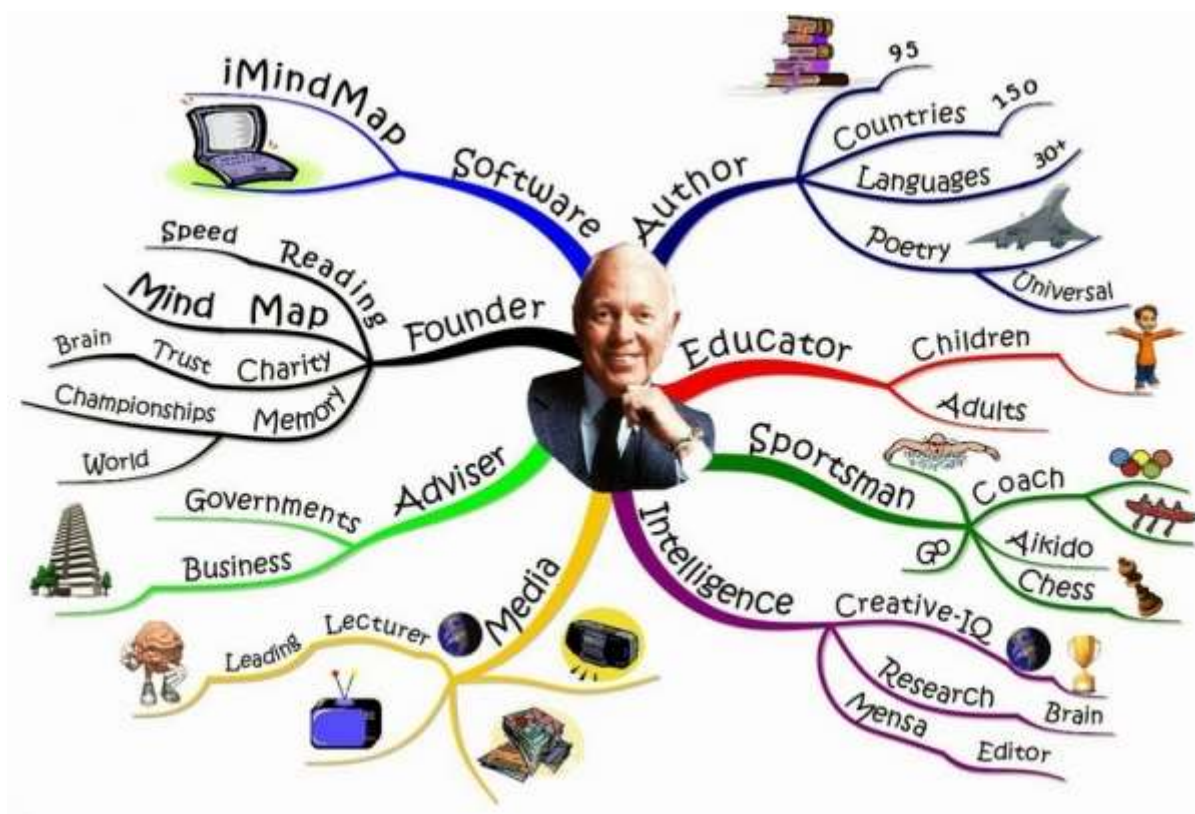 iMindMap
Software
Speed Reading
Mind Map
Founder
Brain Trust Charity
Championships Memory
World
Adviser
Governments
Business
Media
Lecturer
Leading
Author
95
Countries 150
Languages 30+
Poetry
Universal
Educator
Children
Adults
Sportsman
Coach
Aikido
Chess
GO
Intelligence
Creative-IQ
Research
Brain
Mensa
Editor